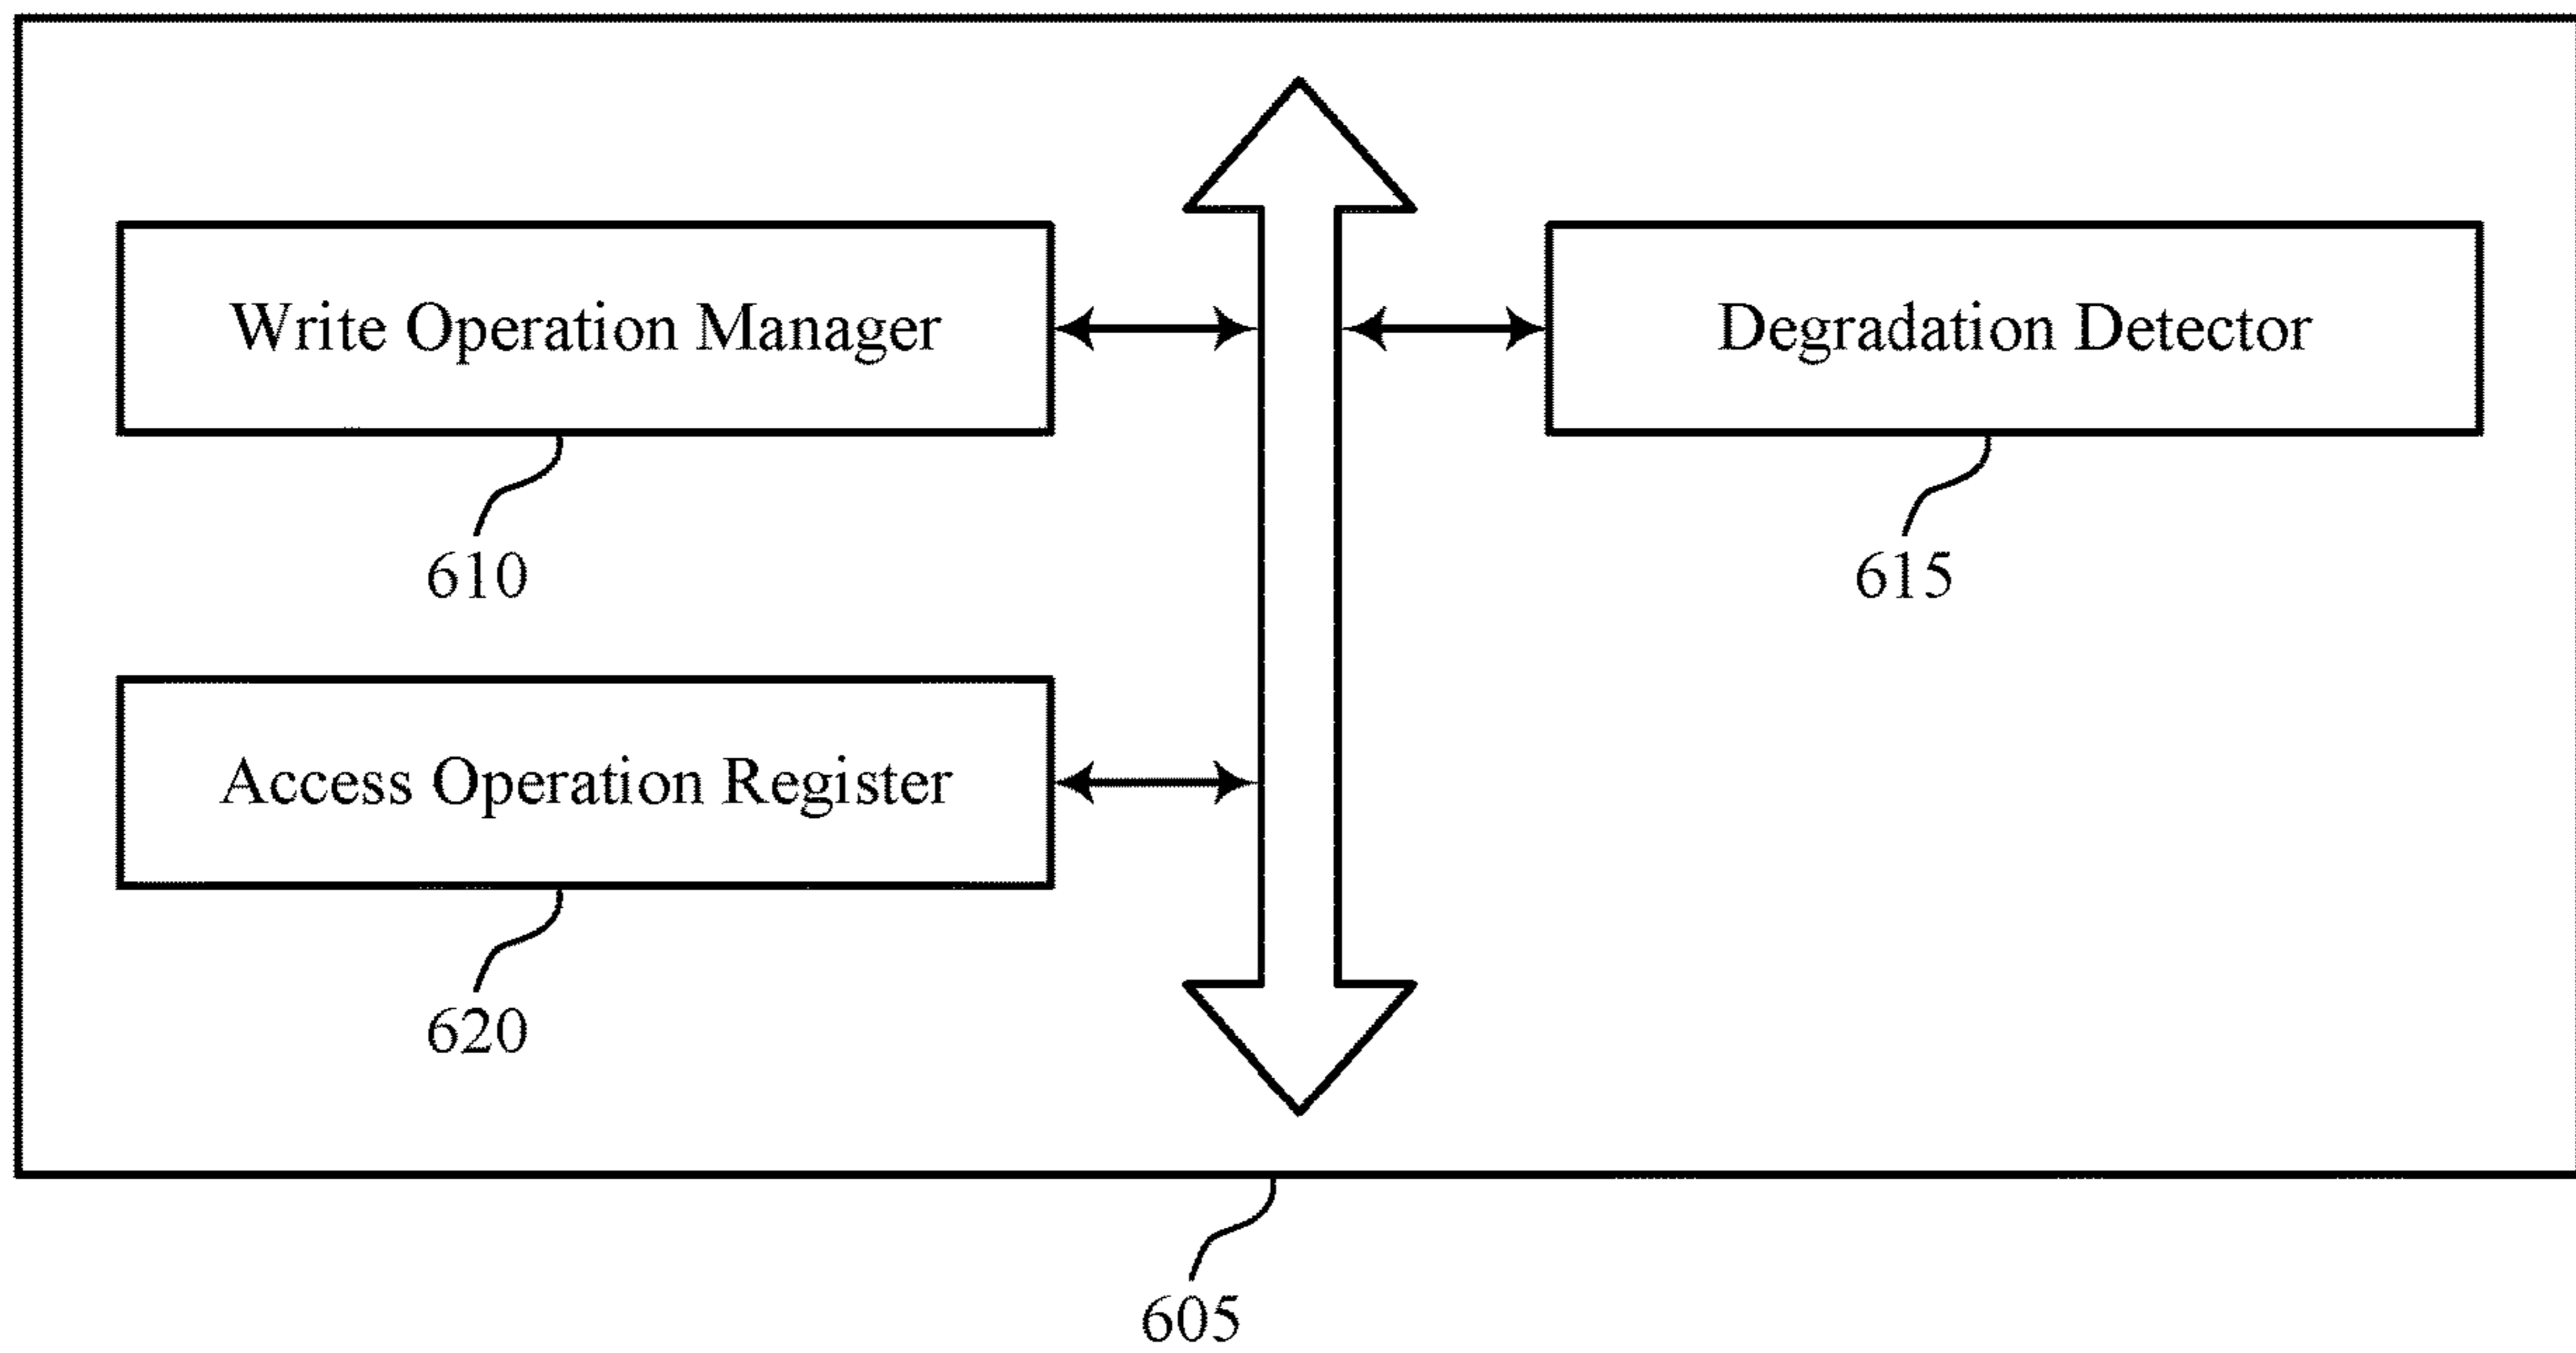 Write Operation Manager
Degradation Detector
610
615
Access Operation Register
620
605